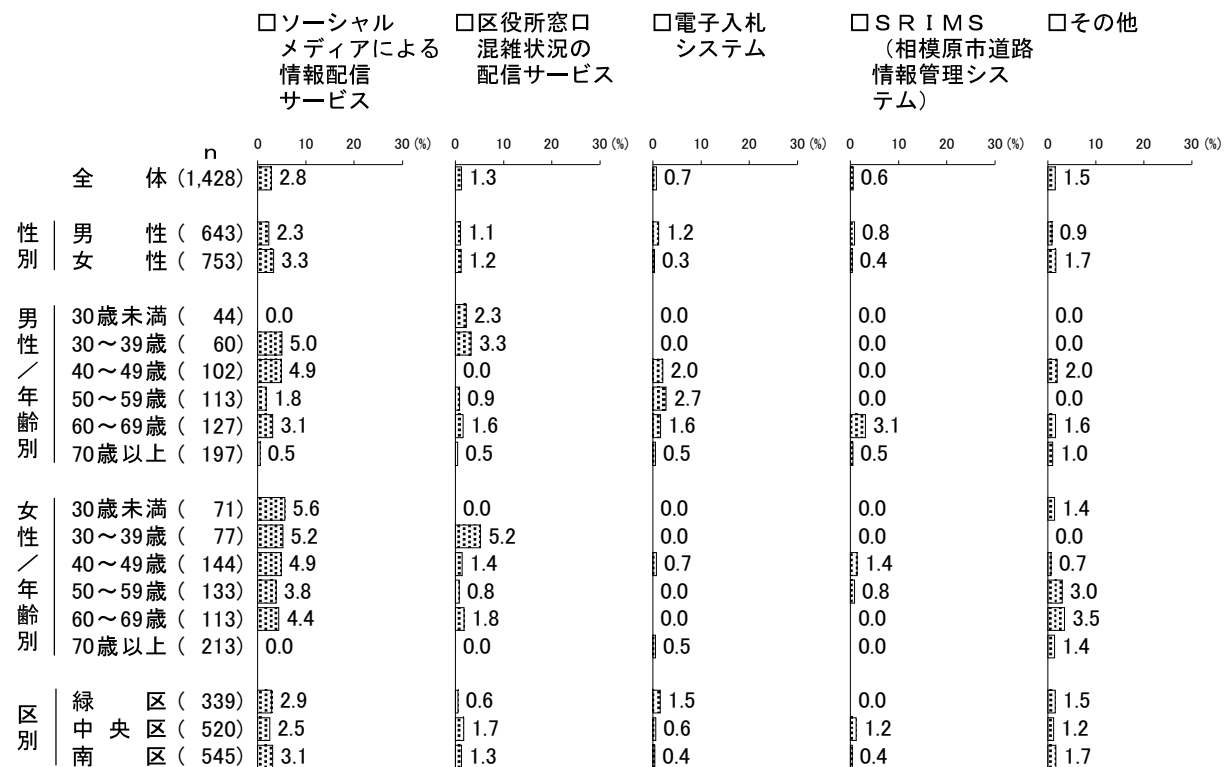 □ソーシャルメディアによる情報配信サービス
□区役所窓口混雑状況の配信サービス
□電子入札システム
□ＳＲＩＭＳ（相模原市道路情報管理システム）
□その他
n 0 10 20 30 (%) 0 10 20 30 (%) 0 10 20 30 (%) 0 10 20 30 (%) 0 10 20 30 (%)
全体 (1,428) 2.8 1.3 0.7 0.6 1.5
性別
男性 ( 643) 2.3 1.1 1.2 0.8 0.9
女性 ( 753) 3.3 1.2 0.3 0.4 1.7
男性／年齢別
30歳未満 ( 44) 0.0 2.3 0.0 0.0 0.0
30～39歳 ( 60) 5.0 3.3 0.0 0.0 0.0
40～49歳 ( 102) 4.9 0.0 2.0 0.0 2.0
50～59歳 ( 113) 1.8 0.9 2.7 0.0 0.0
60～69歳 ( 127) 3.1 1.6 1.6 3.1 1.6
70歳以上 ( 197) 0.5 0.5 0.5 0.5 1.0
女性／年齢別
30歳未満 ( 71) 5.6 0.0 0.0 0.0 1.4
30～39歳 ( 77) 5.2 5.2 0.0 0.0 0.0
40～49歳 ( 144) 4.9 1.4 0.7 1.4 0.7
50～59歳 ( 133) 3.8 0.8 0.0 0.8 3.0
60～69歳 ( 113) 4.4 1.8 0.0 0.0 3.5
70歳以上 ( 213) 0.0 0.0 0.5 0.0 1.4
区別
緑区 ( 339) 2.9 0.6 1.5 0.0 1.5
中央区 ( 520) 2.5 1.7 0.6 1.2 1.2
南区 ( 545) 3.1 1.3 0.4 0.4 1.7